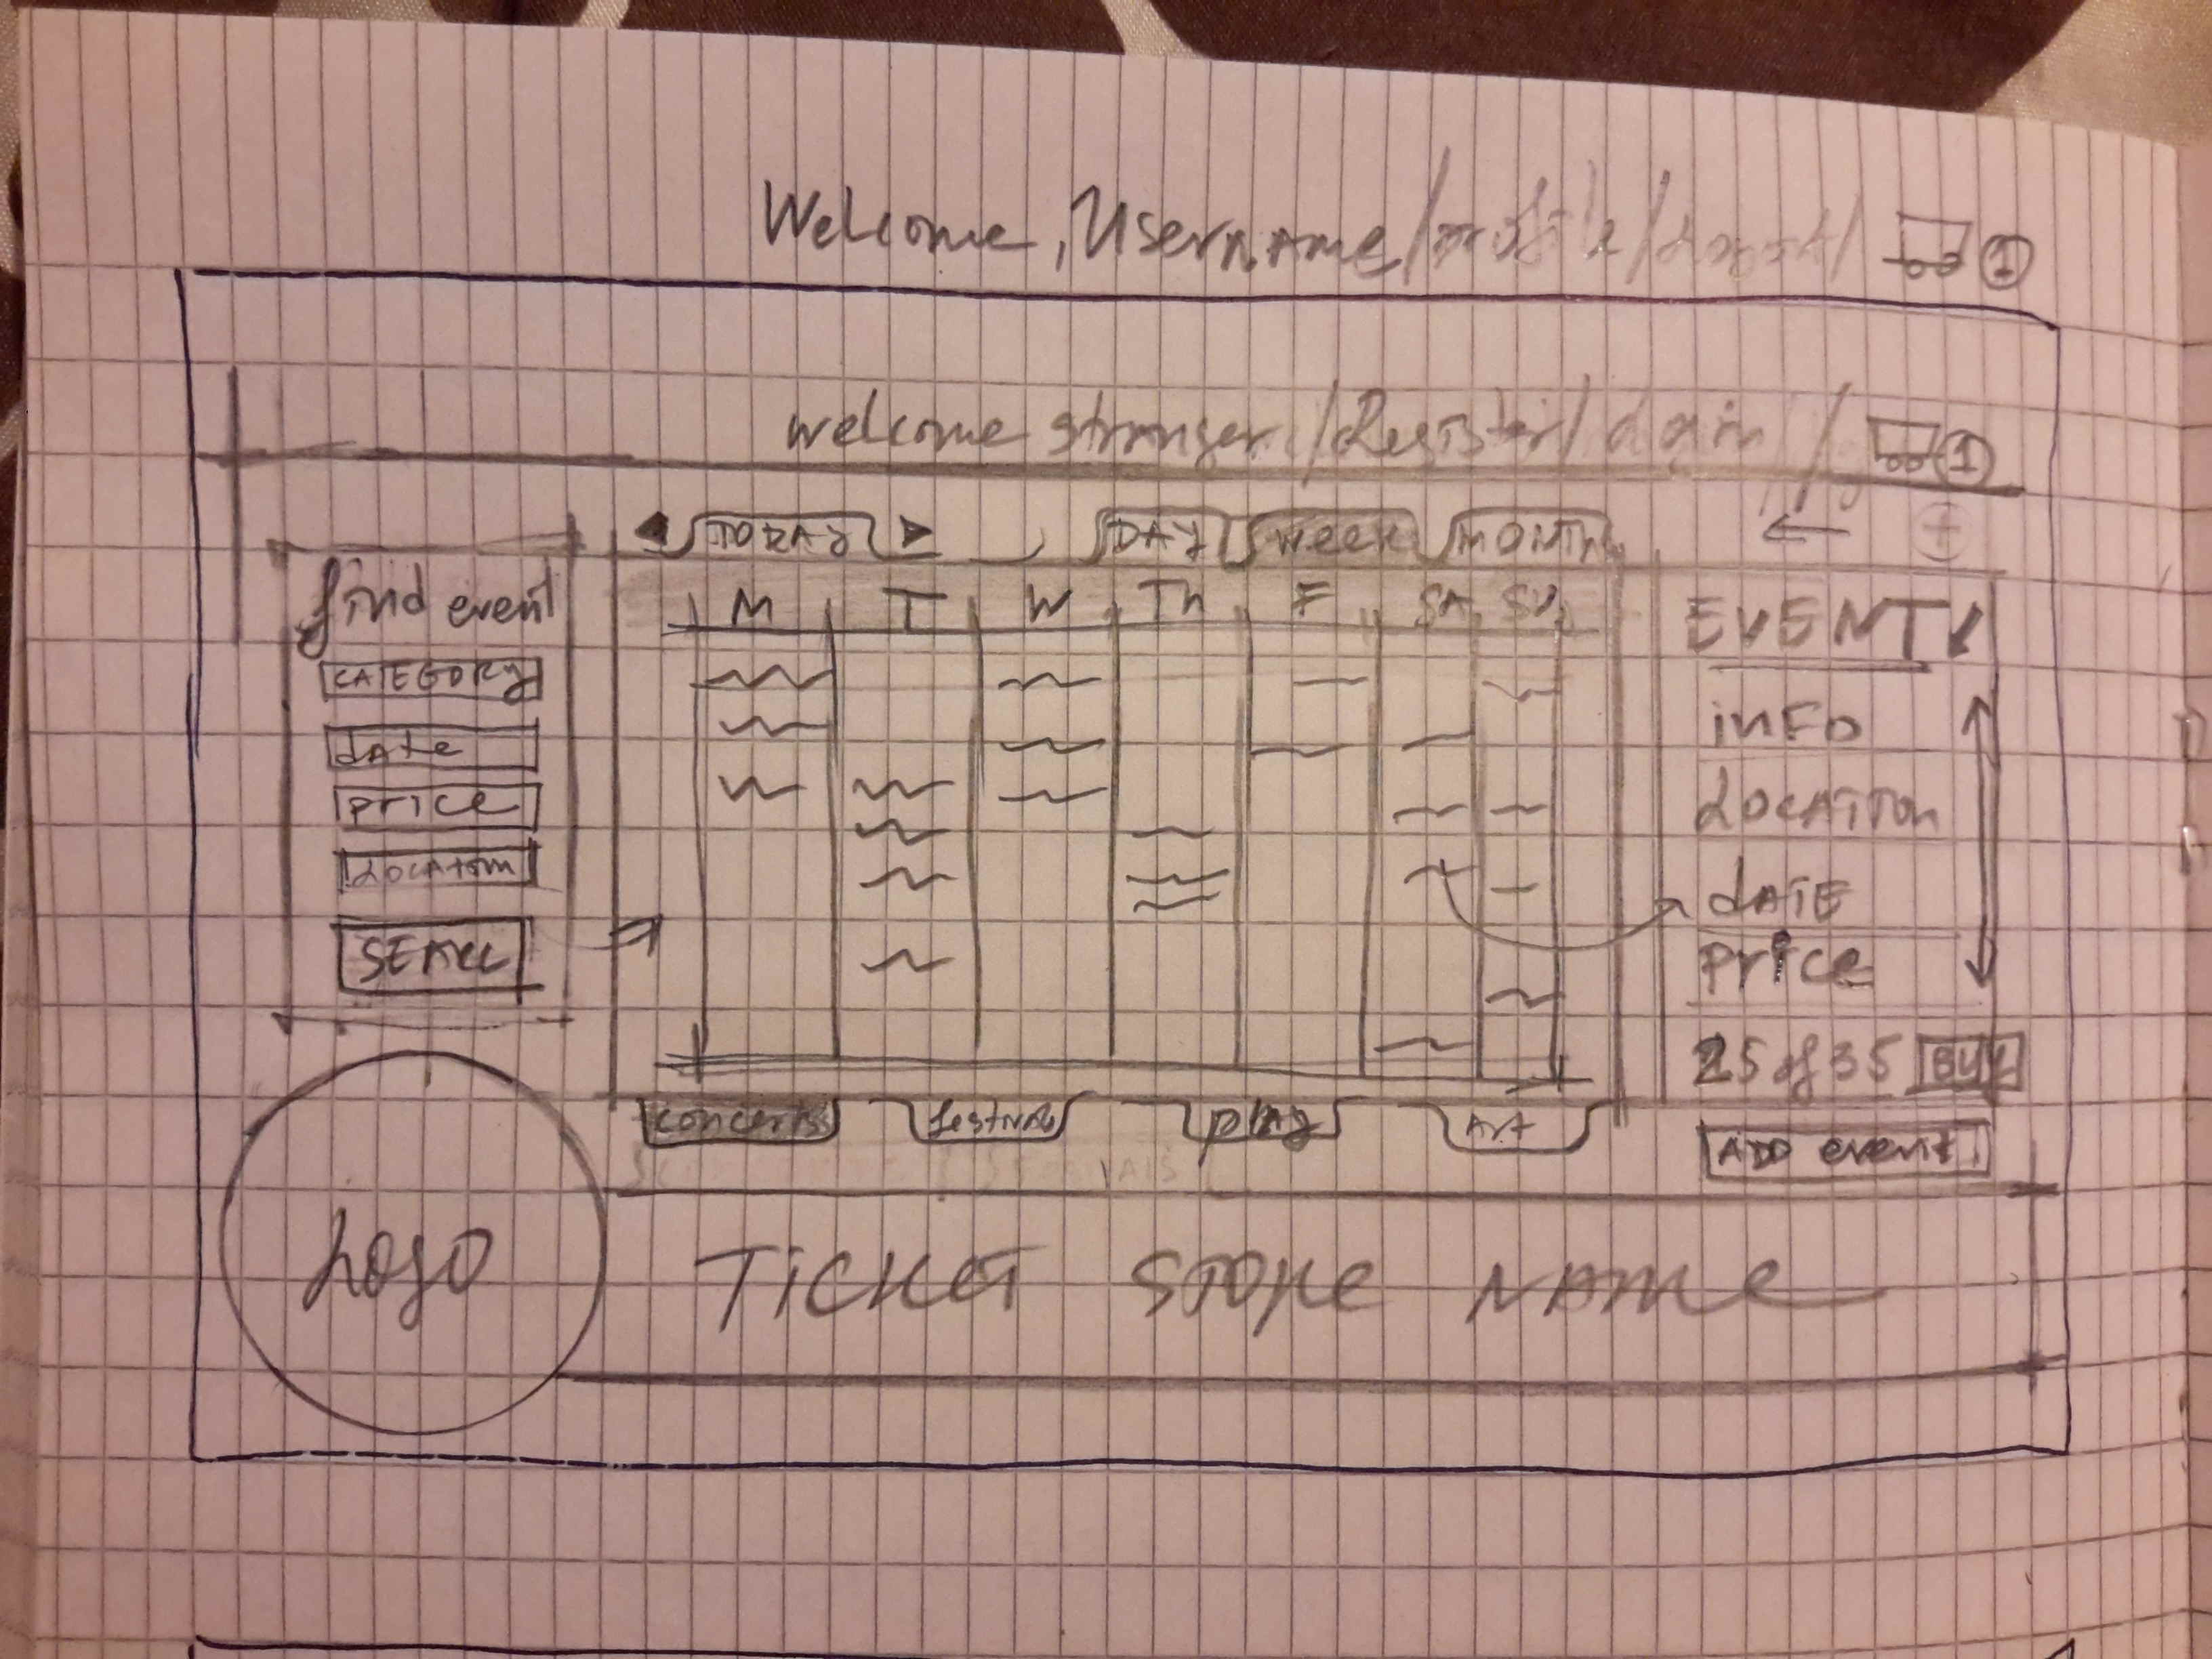 Welcome, Username / profile / Logout / 1
welcome stranger / Register / Login / 1
TODAY DAY week MONTH
find event
CATEGORY
date
price
LOCATION
M T W Th F SA SU
EVENT
INFO
LOCATION
dATE
price
25 of 35 BUY
ADD event
concerts festivals play Art
Logo
TICKET STORE NAME